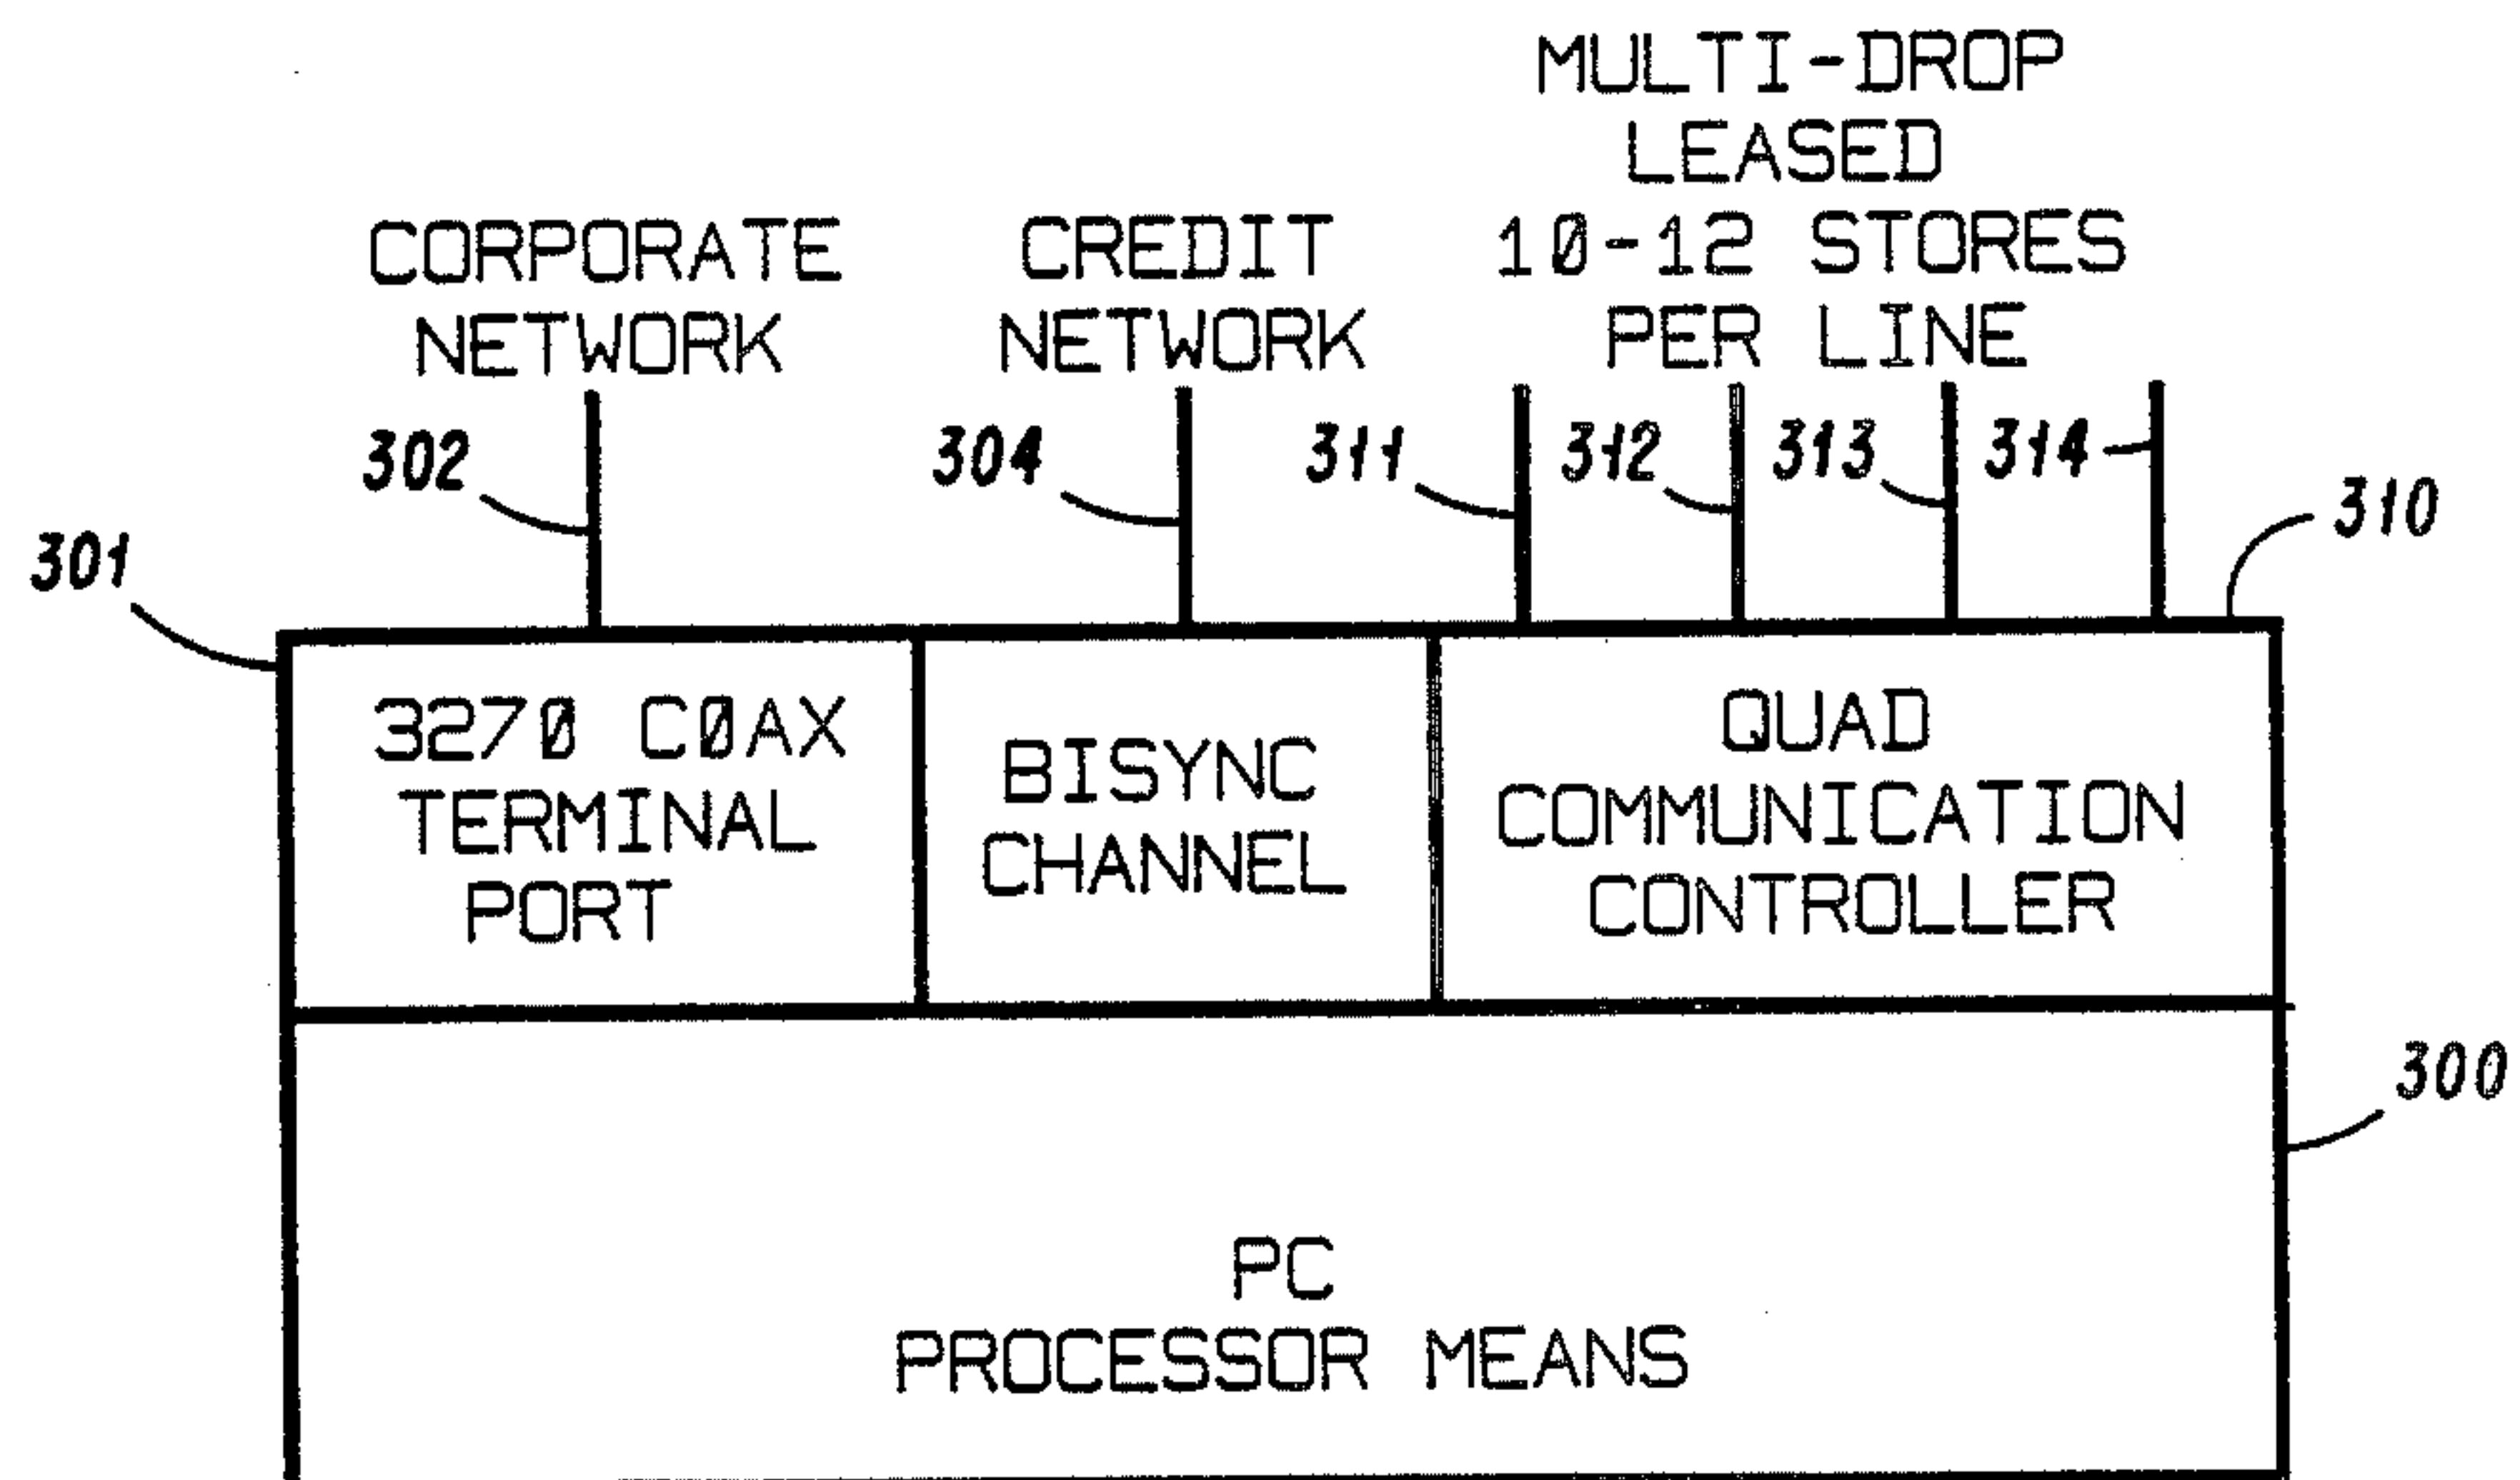 MULTI-DROP
LEASED
10-12 STORES
PER LINE
CORPORATE
NETWORK
CREDIT
NETWORK
302
304
311
312
313
314
310
301
3270 C0AX
TERMINAL
PORT
BISYNC
CHANNEL
QUAD
COMMUNICATION
CONTROLLER
300
PC
PROCESSOR MEANS